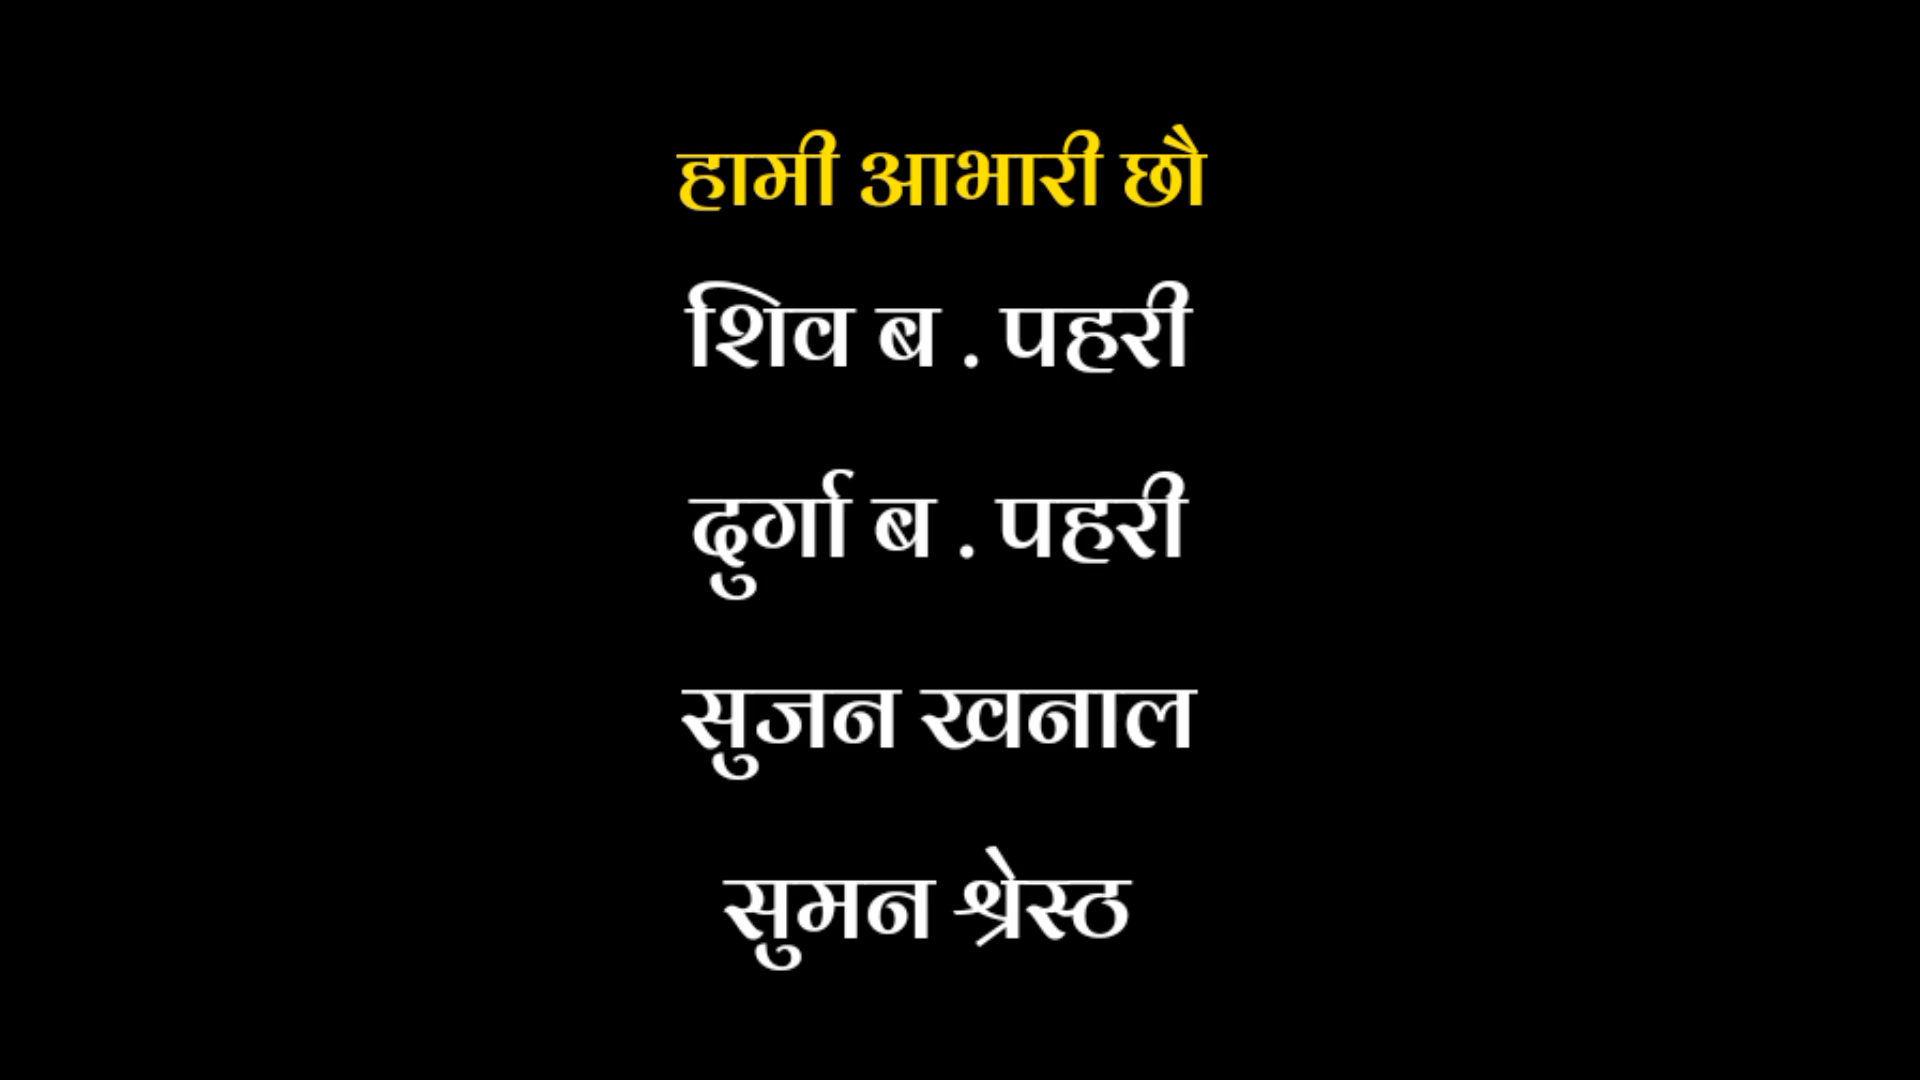 हामी आभारी छौ
शिव ब . पहरी
दुर्गा ब . पहरी
सुजन खनाल
सुमन श्रेस्ठ